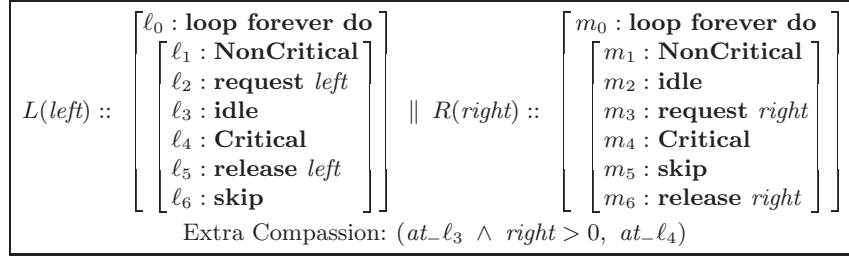 ℓ0 : loop forever do
ℓ1 : NonCritical
ℓ2 : request left
ℓ3 : idle
ℓ4 : Critical
ℓ5 : release left
ℓ6 : skip
L(left) ::
∥ R(right) ::
m0 : loop forever do
m1 : NonCritical
m2 : idle
m3 : request right
m4 : Critical
m5 : skip
m6 : release right
Extra Compassion: (at_ℓ3 ∧ right > 0, at_ℓ4)